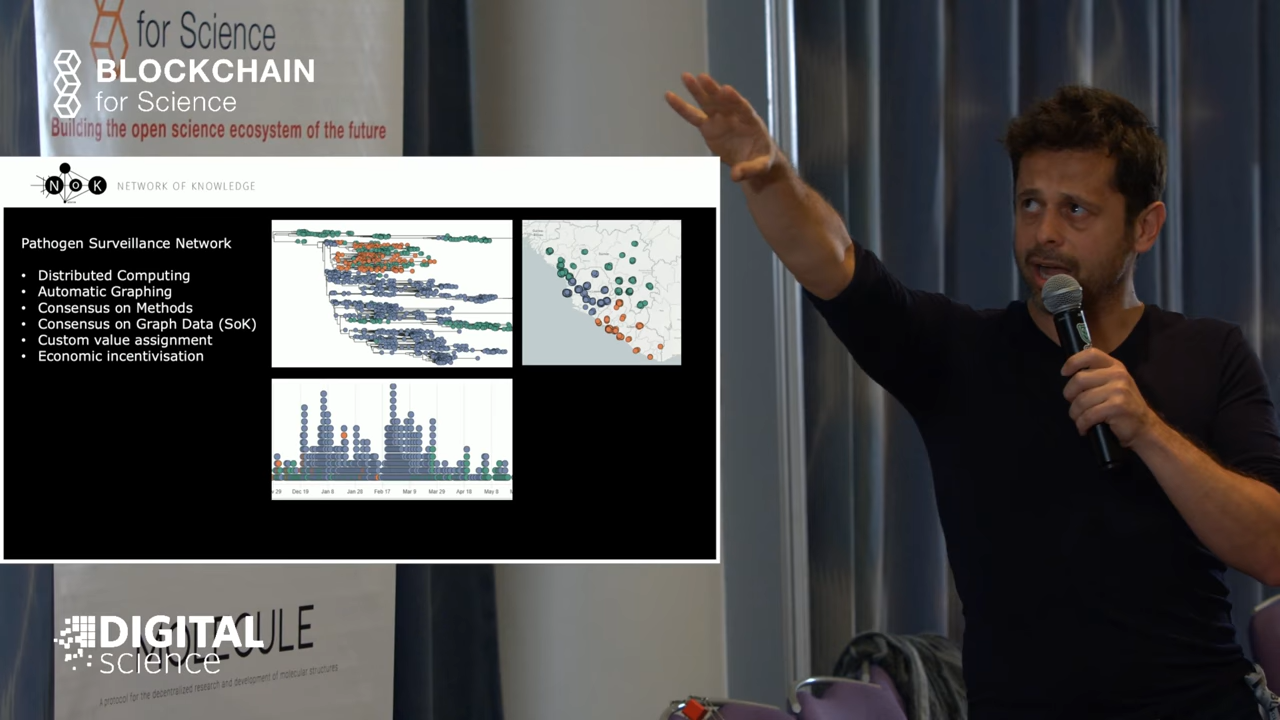 for Science
BLOCKCHAIN
for Science
Building the open science ecosystem of the future
NOK NETWORK OF KNOWLEDGE
Pathogen Surveillance Network
• Distributed Computing
• Automatic Graphing
• Consensus on Methods
• Consensus on Graph Data (SoK)
• Custom value assignment
• Economic incentivisation
29 Dec 19 Jan 8 Jan 28 Feb 17 Mar 9 Mar 29 Apr 18 May 8
DIGITAL
science
MOLECULE
A protocol for the decentralized research and development of molecular structures